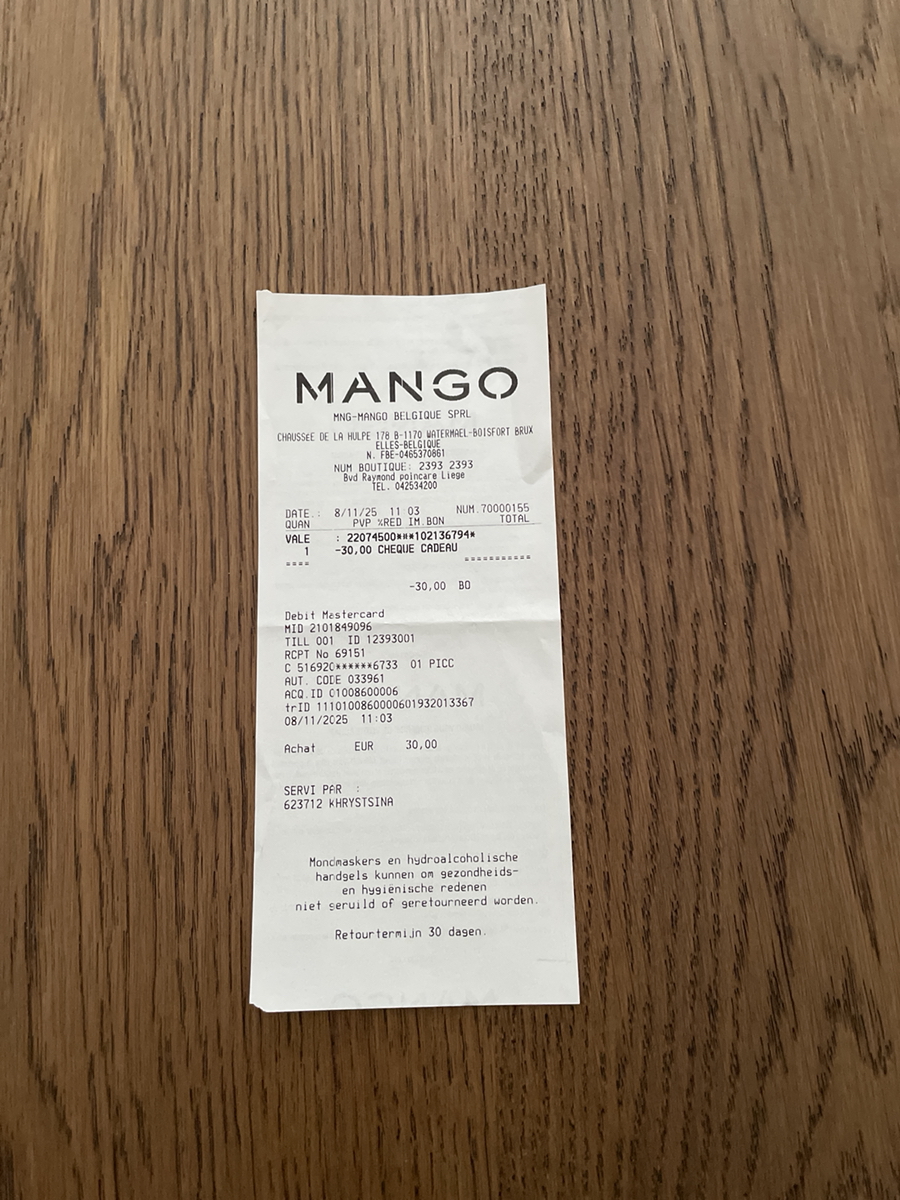 MANGO
MNG-MANGO BELGIQUE SPRL
CHAUSSEE DE LA HULPE 178 B-1170 WATERMAEL-BOISFORT BRUX
ELLES-BELGIQUE
N. FBE-0465370861
NUM BOUTIQUE: 2393 2393
Bvd Raymond poincare Liege
TEL. 042534200
DATE.: 8/11/25 11 03 NUM.70000155
QUAN PVP %RED IM.BON TOTAL
VALE : 22074500***102136794*
1 -30,00 CHEQUE CADEAU
==== ===========
-30,00 BO
Debit Mastercard
MID 2101849096
TILL 001 ID 12393001
RCPT No 69151
C 516920******6733 01 PICC
AUT. CODE 033961
ACQ.ID 01008600006
trID 1110100860000601932013367
08/11/2025 11:03
Achat EUR 30,00
SERVI PAR :
623712 KHRYSTSINA
Mondmaskers en hydroalcoholische
handgels kunnen om gezondheids-
en hygiënische redenen
niet geruild of geretourneerd worden.
Retourtermijn 30 dagen.